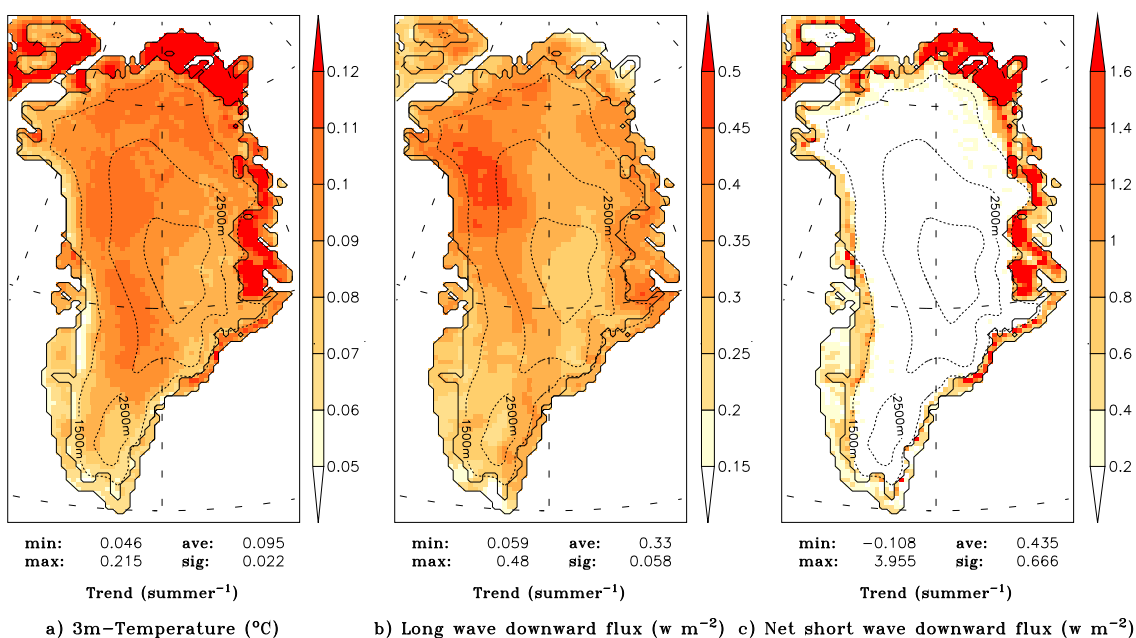 0.12
0.11
0.1
0.09
0.08
0.07
0.06
0.05
2500m
2500m
1500m
min: 0.046 ave: 0.095
max: 0.215 sig: 0.022
Trend (summer⁻¹)
a) 3m−Temperature (ºC)
0.5
0.45
0.4
0.35
0.3
0.25
0.2
0.15
2500m
2500m
1500m
min: 0.059 ave: 0.33
max: 0.48 sig: 0.058
Trend (summer⁻¹)
b) Long wave downward flux (w m⁻²)
1.6
1.4
1.2
1
0.8
0.6
0.4
0.2
2500m
2500m
1500m
min: −0.108 ave: 0.435
max: 3.955 sig: 0.666
Trend (summer⁻¹)
c) Net short wave downward flux (w m⁻²)